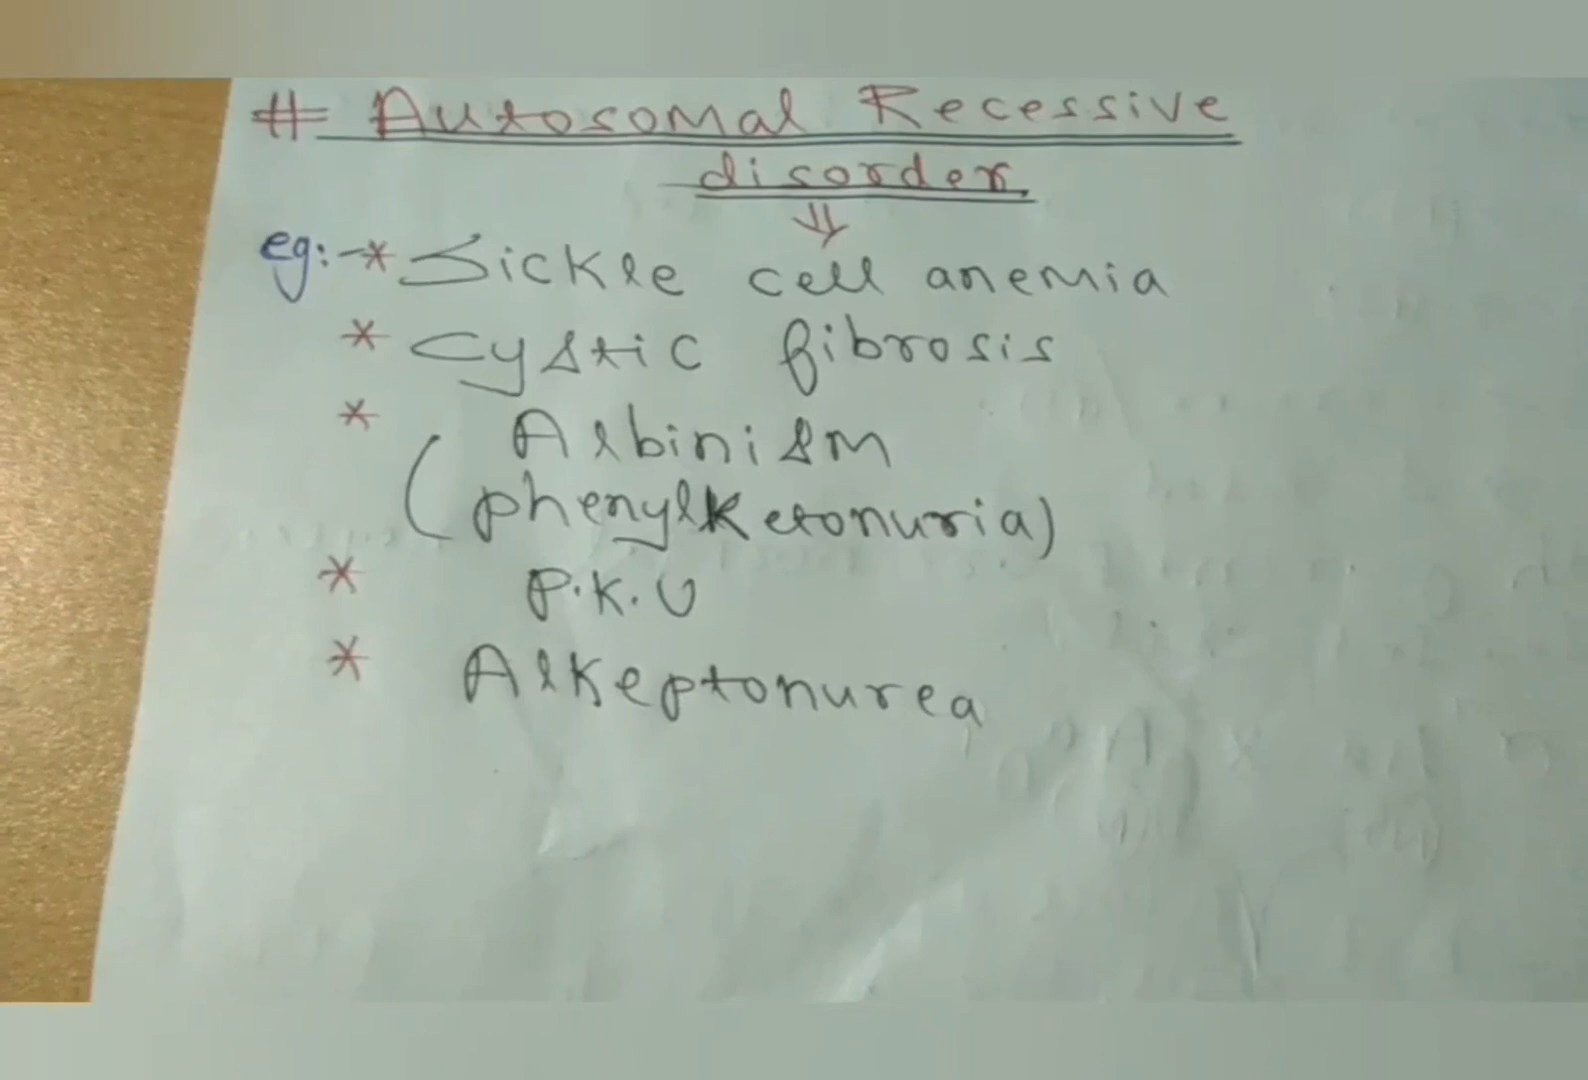 # Autosomal Recessive
disorder
⇓
eg:-* Sickle cell anemia
* Cystic fibrosis
* Albinism
(phenylketonuria)
* P.K.U
* Alkeptonurea